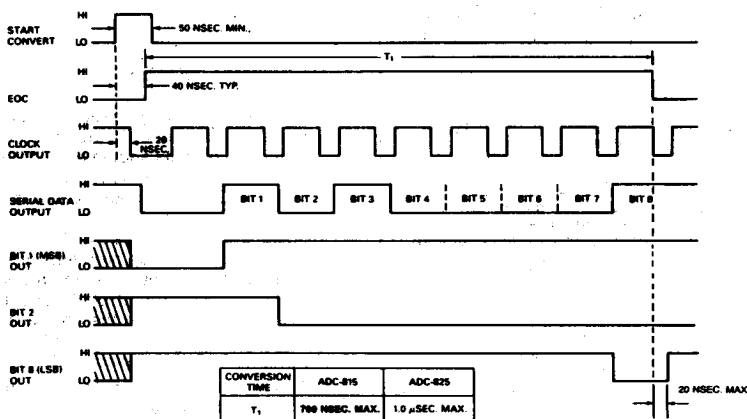 START CONVERT
HI
LO
50 NSEC. MIN.
T1
EOC
HI
LO
40 NSEC. TYP.
CLOCK OUTPUT
HI
LO
20 NSEC.
SERIAL DATA OUTPUT
HI
LO
BIT 1
BIT 2
BIT 3
BIT 4
BIT 5
BIT 6
BIT 7
BIT 8
BIT 1 (MSB) OUT
HI
LO
BIT 2 OUT
HI
LO
BIT 8 (LSB) OUT
HI
LO
20 NSEC. MAX
CONVERSION TIME ADC-815 ADC-825
T1 700 NSEC. MAX. 1.0 μSEC. MAX.